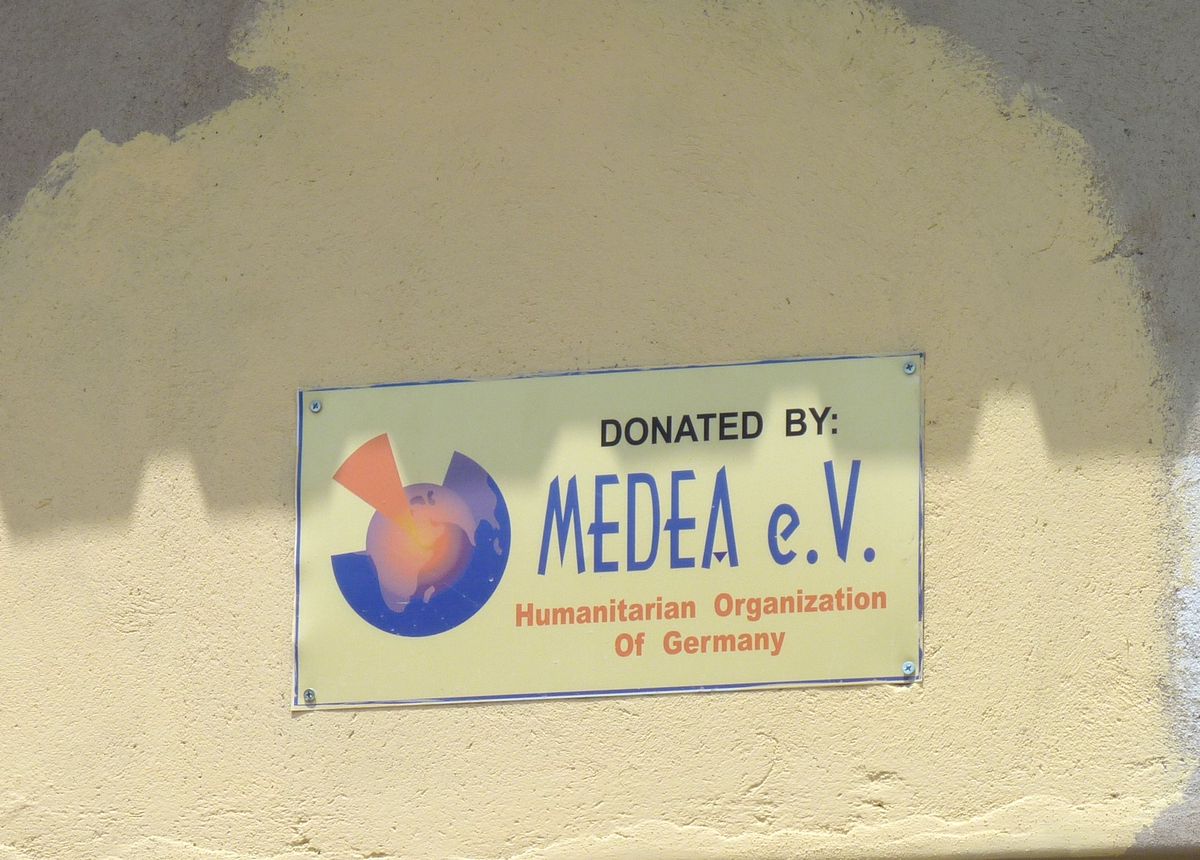 DONATED BY:
MEDEA e.V.
Humanitarian Organization
Of Germany